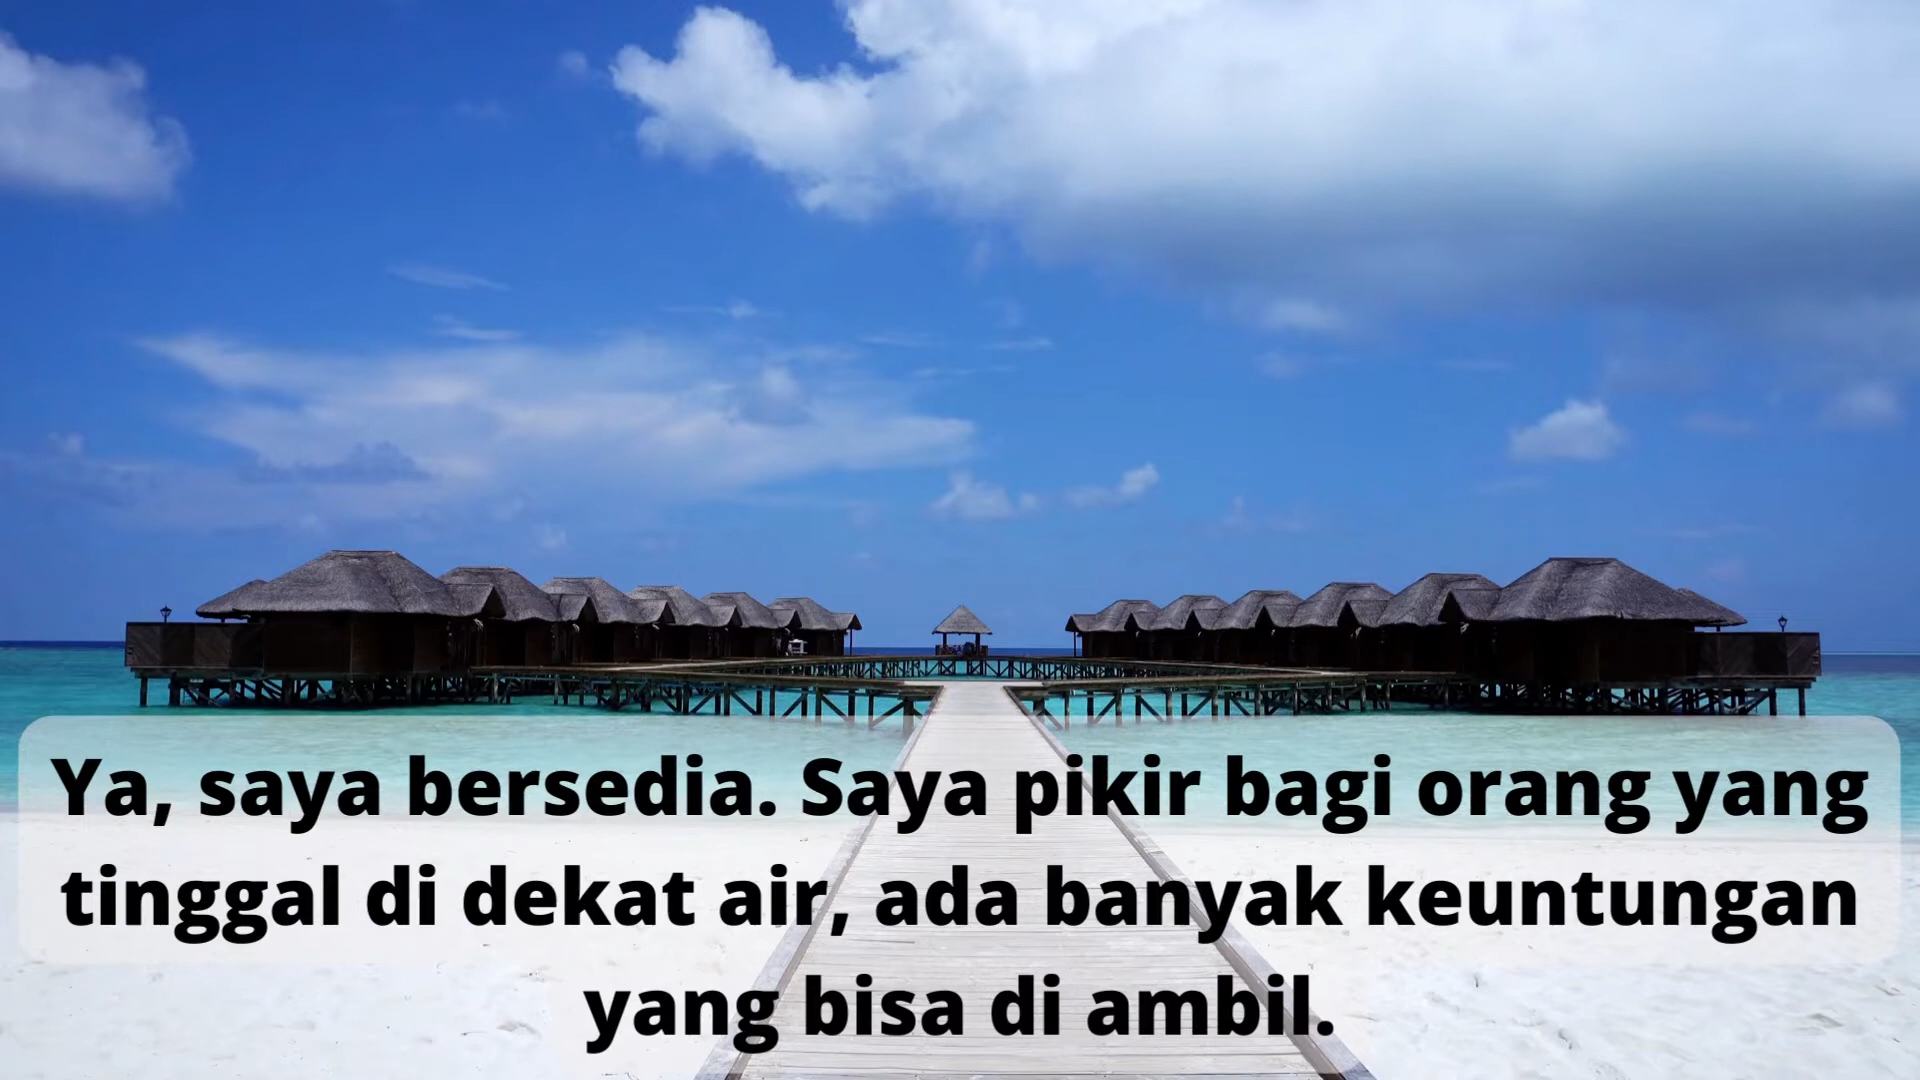 Ya, saya bersedia. Saya pikir bagi orang yang
tinggal di dekat air, ada banyak keuntungan
yang bisa di ambil.